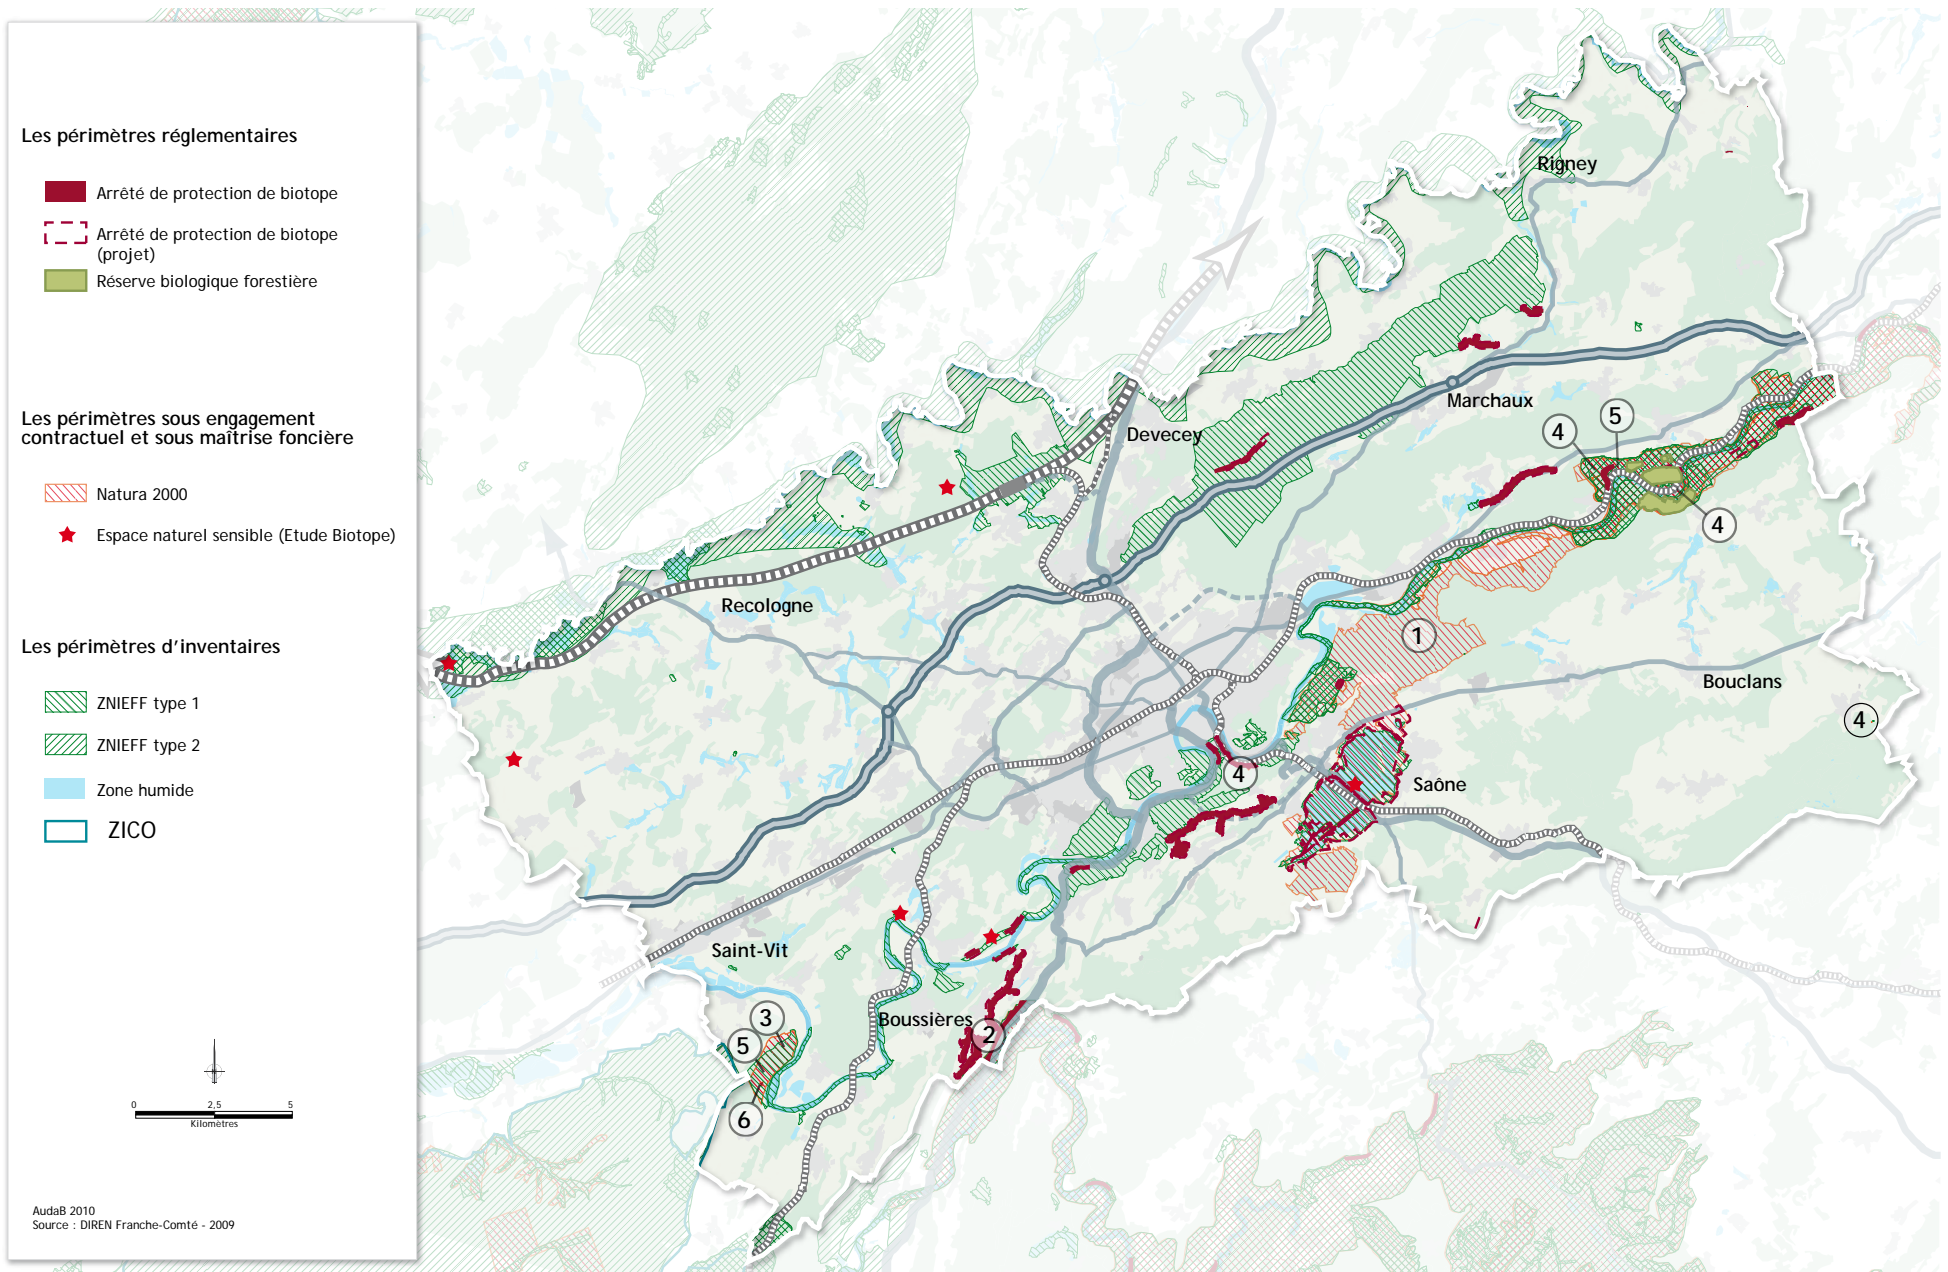 Les périmètres réglementaires
Arrêté de protection de biotope
Arrêté de protection de biotope
(projet)
Réserve biologique forestière
Les périmètres sous engagement
contractuel et sous maîtrise foncière
Natura 2000
Espace naturel sensible (Etude Biotope)
Les périmètres d'inventaires
ZNIEFF type 1
ZNIEFF type 2
Zone humide
ZICO
0 2,5 5
Kilomètres
AudaB 2010
Source : DIREN Franche-Comté - 2009
Rigney
Marchaux
Devecey
4
5
4
Recologne
1
Bouclans
4
4
Saône
Saint-Vit
Boussières
3
2
5
6